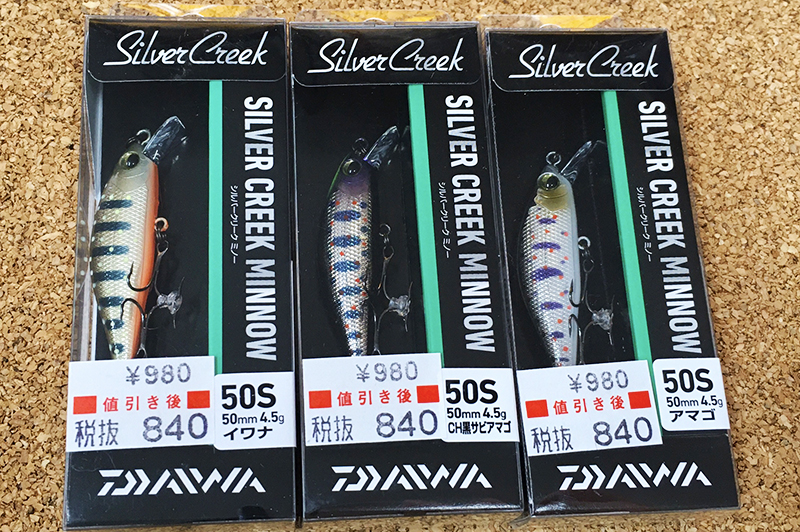 Silver Creek
SILVER CREEK MINNOW
シルバークリーク ミノー
¥980
値引き後
税抜 840
50S
50mm 4.5g
イワナ
DAIWA
Silver Creek
SILVER CREEK MINNOW
シルバークリーク ミノー
¥980
値引き後
税抜 840
50S
50mm 4.5g
CH黒サビアマゴ
DAIWA
Silver Creek
SILVER CREEK MINNOW
シルバークリーク ミノー
¥980
値引き後
税抜 840
50S
50mm 4.5g
アマゴ
DAIWA